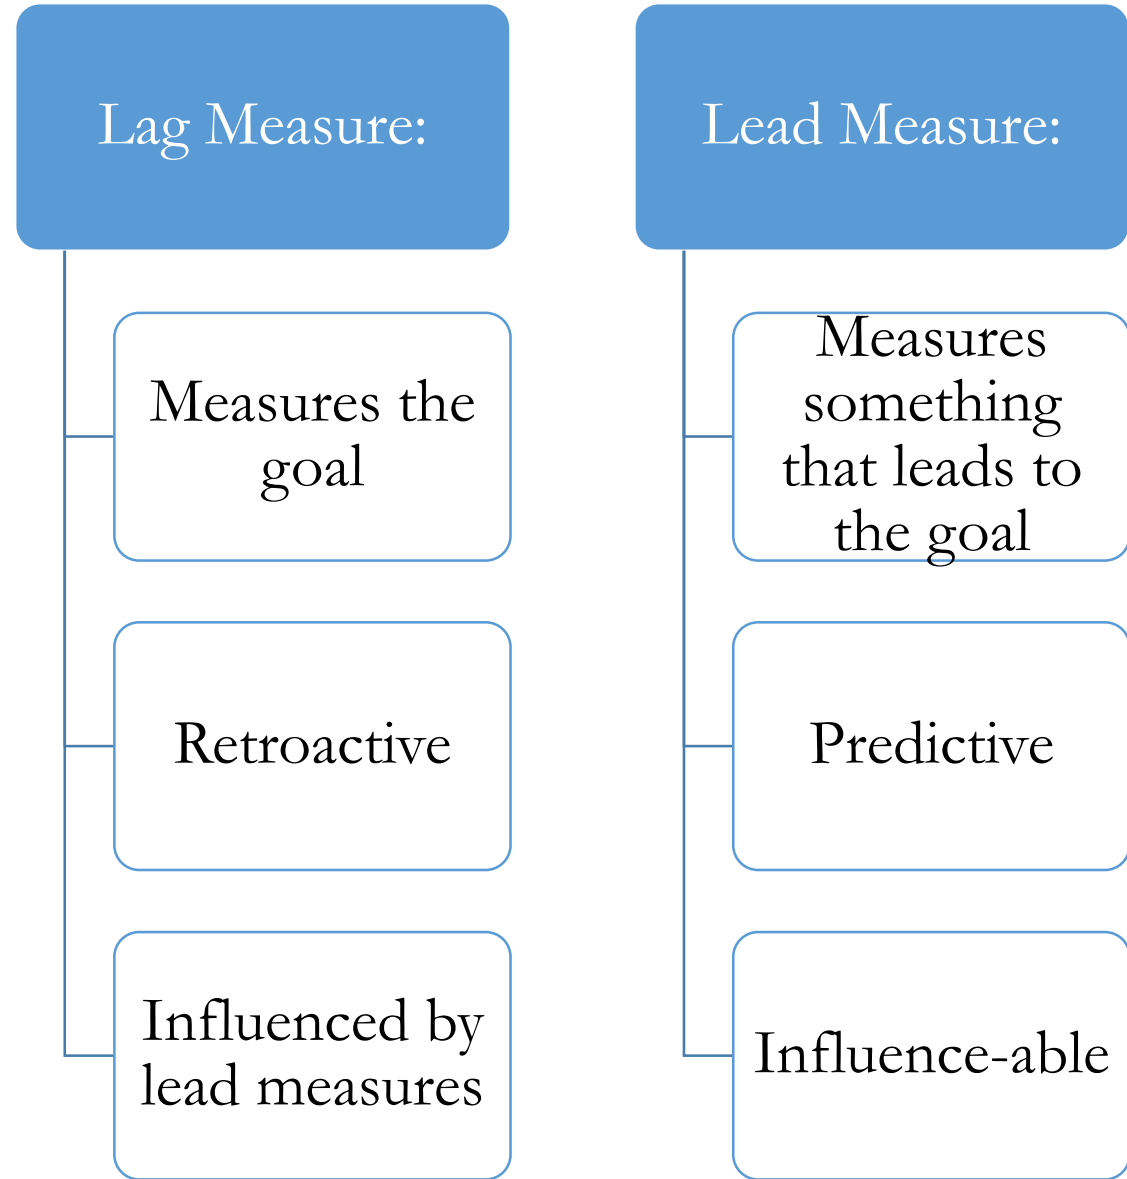 Lag Measure:
Measures the
goal
Retroactive
Influenced by
lead measures
Lead Measure:
Measures
something
that leads to
the goal
Predictive
Influence-able